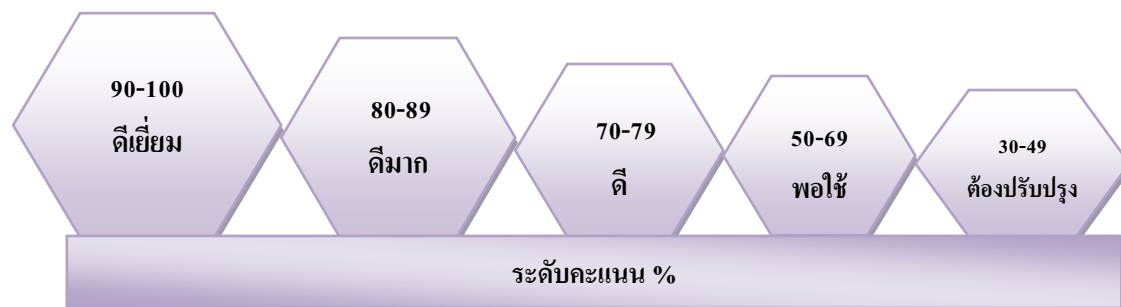 90-100
ดีเยี่ยม
80-89
ดีมาก
70-79
ดี
50-69
พอใช้
30-49
ต้องปรับปรุง
ระดับคะแนน %